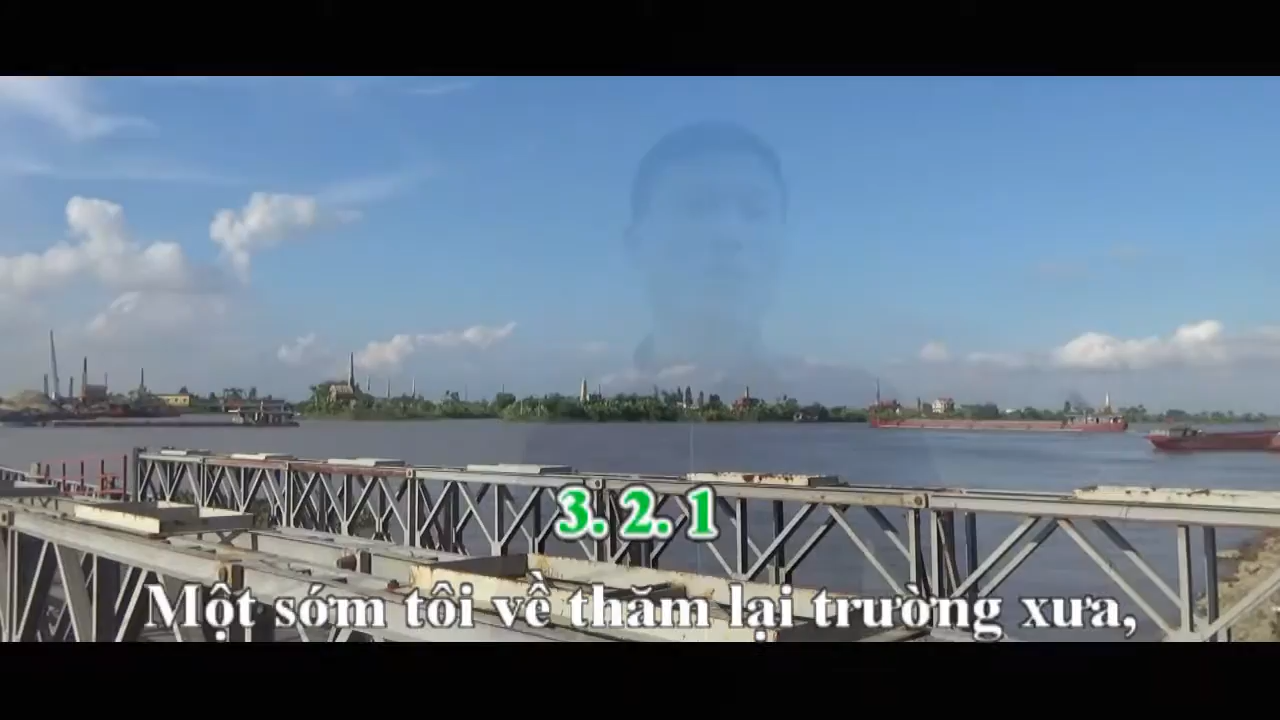 3. 2. 1
Một sớm tôi về thăm lại trường xưa,